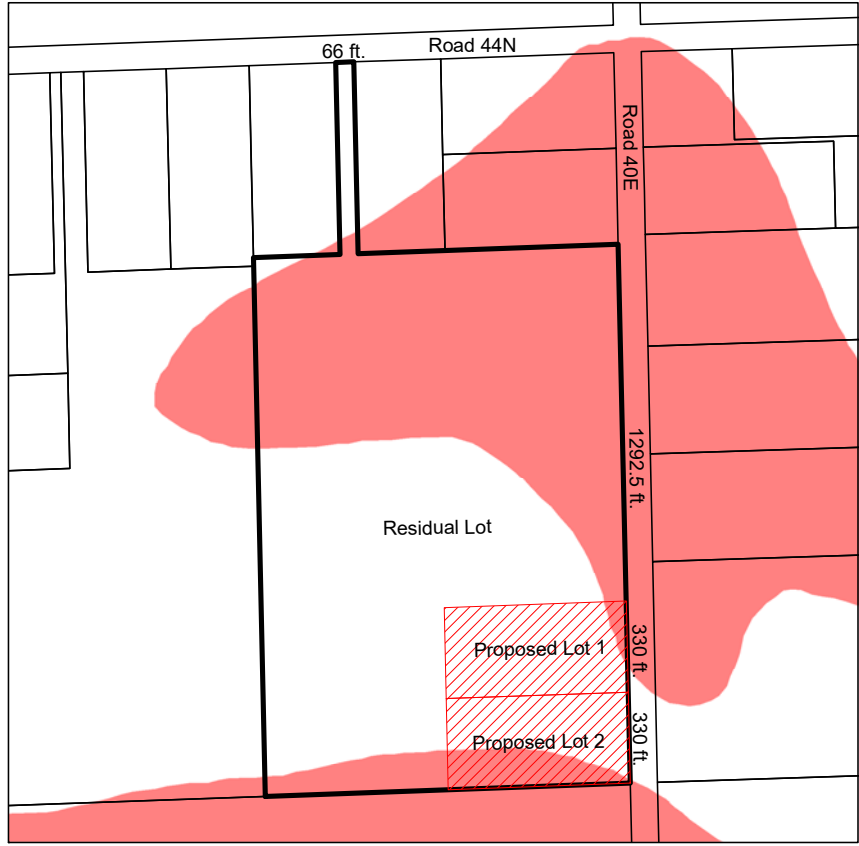 66 ft.
Road 44N
Road 40E
1292.5 ft.
Residual Lot
Proposed Lot 1
330 ft.
Proposed Lot 2
330 ft.